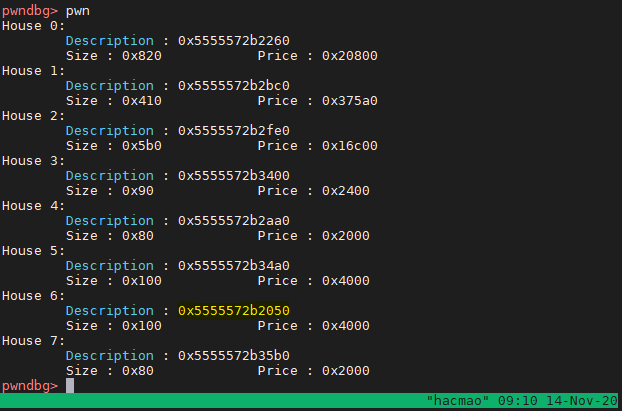 pwndbg> pwn
House 0:
Description : 0x5555572b2260
Size : 0x820 Price : 0x20800
House 1:
Description : 0x5555572b2bc0
Size : 0x410 Price : 0x375a0
House 2:
Description : 0x5555572b2fe0
Size : 0x5b0 Price : 0x16c00
House 3:
Description : 0x5555572b3400
Size : 0x90 Price : 0x2400
House 4:
Description : 0x5555572b2aa0
Size : 0x80 Price : 0x2000
House 5:
Description : 0x5555572b34a0
Size : 0x100 Price : 0x4000
House 6:
Description : 0x5555572b2050
Size : 0x100 Price : 0x4000
House 7:
Description : 0x5555572b35b0
Size : 0x80 Price : 0x2000
pwndbg>
"hacmao" 09:10 14-Nov-20